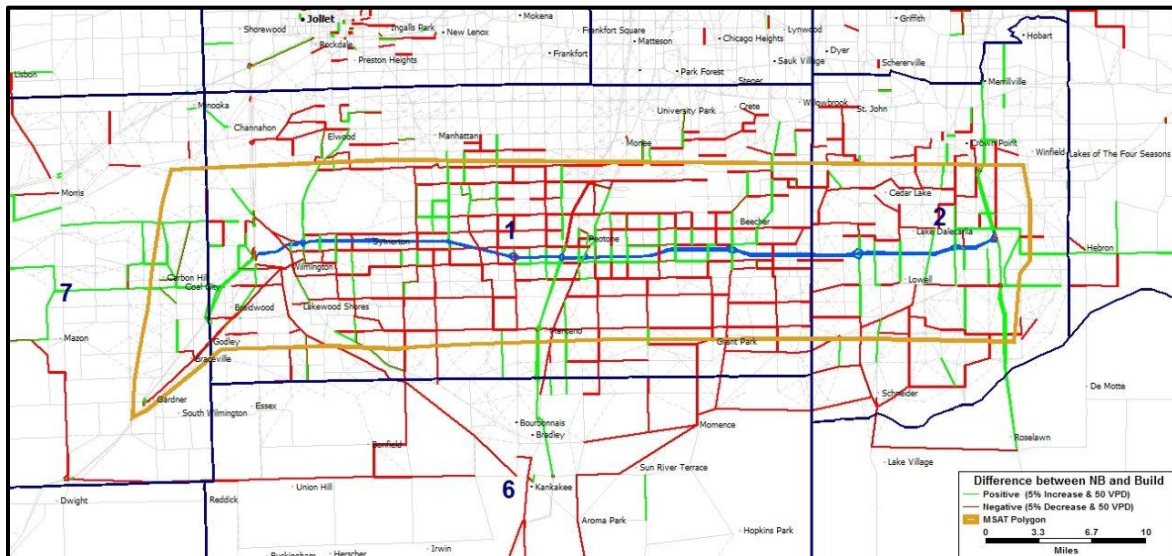 Joliet
Shorewood
Ingalls Park
New Lenox
Mokena
Frankfort Square
Matteson
Chicago Heights
Lynwood
Griffith
Hobart
Rockdale
Preston Heights
Frankfort
Park Forest
Sauk Village
Dyer
Schererville
Lisbon
Steger
Merrillville
Minooka
Channahon
Elwood
Manhattan
University Park
Crete
Willowbrook
St. John
Monee
Crown Point
Winfield
Lakes of The Four Seasons
Morris
Cedar Lake
1
Beecher
2
Symerton
Peotone
Lake Dalecarlia
Hebron
Wilmington
Carbon Hill
Coal City
7
Lowell
Braidwood
Lakewood Shores
Mazon
Godley
Manteno
Grant Park
Braceville
De Motte
Gardner
South Wilmington
Essex
Schneider
Bourbonnais
Bradley
Momence
Roselawn
Bonfield
Sun River Terrace
Lake Village
Dwight
Reddick
Union Hill
6
Kankakee
Aroma Park
Hopkins Park
Buckingham
Herscher
Irwin
Difference between NB and Build
Positive (5% Increase & 50 VPD)
Negative (5% Decrease & 50 VPD)
MSAT Polygon
0 3.3 6.7 10
Miles